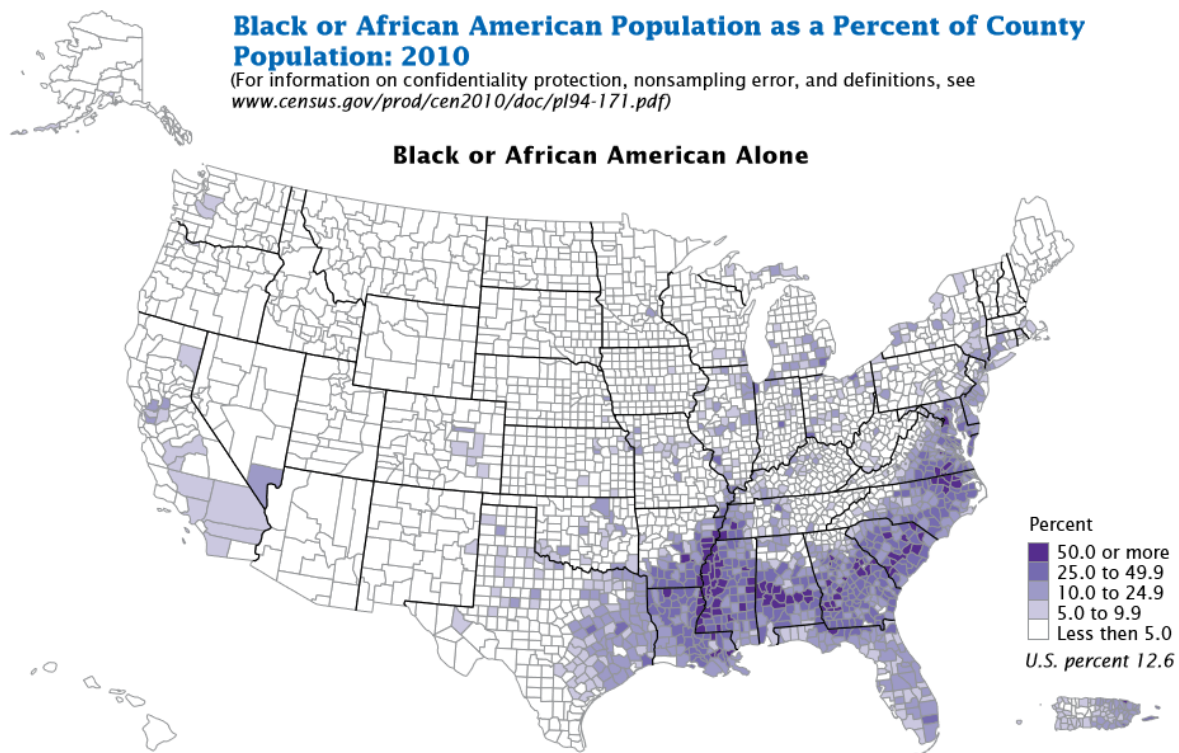 Black or African American Population as a Percent of County
Population: 2010
(For information on confidentiality protection, nonsampling error, and definitions, see
www.census.gov/prod/cen2010/doc/pl94-171.pdf)
Black or African American Alone
Percent
50.0 or more
25.0 to 49.9
10.0 to 24.9
5.0 to 9.9
Less then 5.0
U.S. percent 12.6